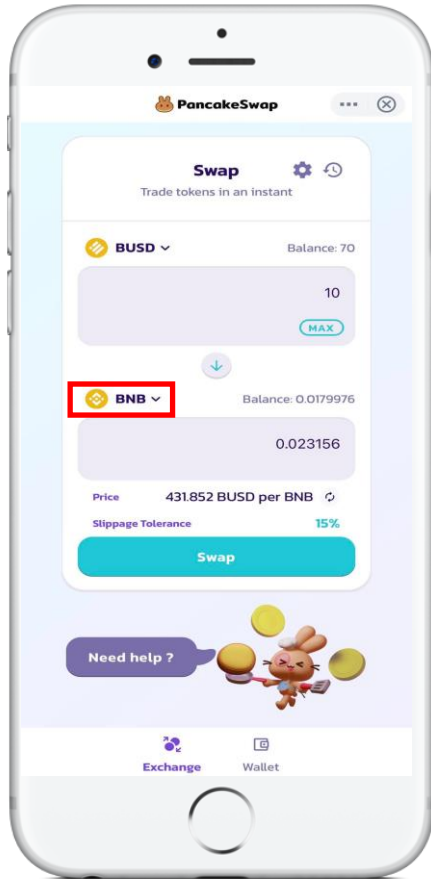 PancakeSwap
Swap
Trade tokens in an instant
BUSD Balance: 70
10
MAX
BNB Balance: 0.0179976
0.023156
Price 431.852 BUSD per BNB
Slippage Tolerance 15%
Swap
Need help ?
Exchange Wallet